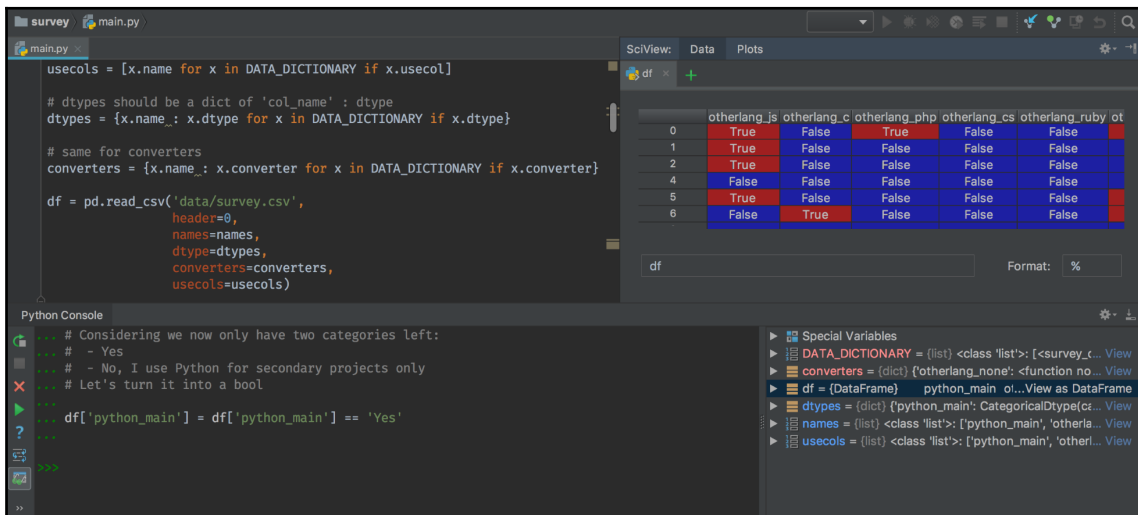 survey main.py
main.py
usecols = [x.name for x in DATA_DICTIONARY if x.usecol]
# dtypes should be a dict of 'col_name' : dtype
dtypes = {x.name : x.dtype for x in DATA_DICTIONARY if x.dtype}
# same for converters
converters = {x.name : x.converter for x in DATA_DICTIONARY if x.converter}
df = pd.read_csv('data/survey.csv',
header=0,
names=names,
dtype=dtypes,
converters=converters,
usecols=usecols)
SciView: Data Plots
df
otherlang_js otherlang_c otherlang_php otherlang_cs otherlang_ruby ot
0 True False True False False
1 True False False False False
2 True False False False False
4 False False False False False
5 True False False False False
6 False True False False False
df Format: %
Python Console
... # Considering we now only have two categories left:
... # - Yes
... # - No, I use Python for secondary projects only
... # Let's turn it into a bool
...
... df['python_main'] = df['python_main'] == 'Yes'
...
>>>
Special Variables
DATA_DICTIONARY = {list} <class 'list'>: [<survey_c... View
converters = {dict} {'otherlang_none': <function no... View
df = {DataFrame} python_main o!...View as DataFrame
dtypes = {dict} {'python_main': CategoricalDtype(ca... View
names = {list} <class 'list'>: ['python_main', 'otherla... View
usecols = {list} <class 'list'>: ['python_main', 'otherl... View